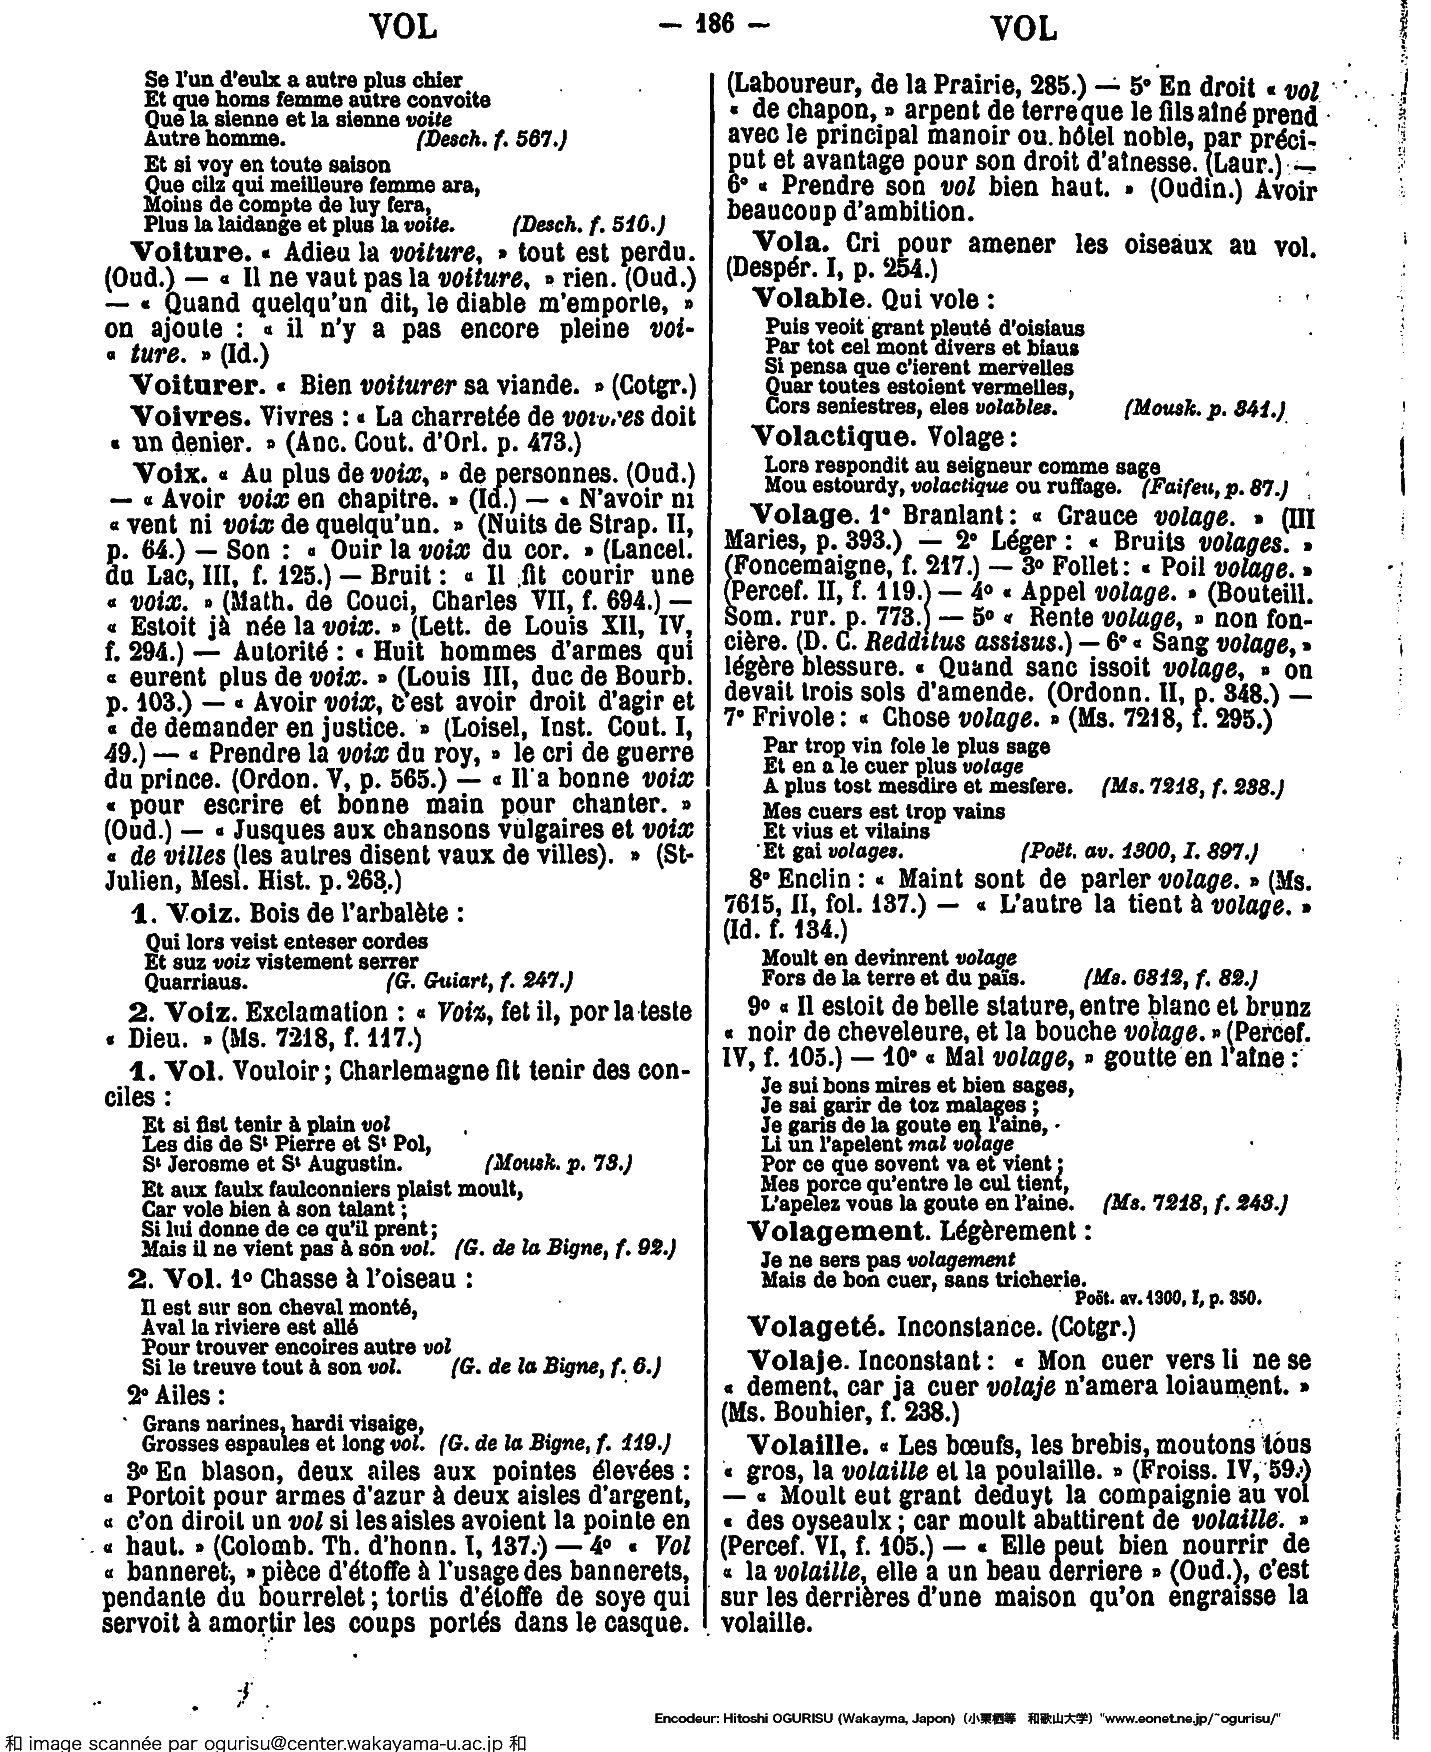 VOL — 186 — VOL
Se l'un d'eulx a autre plus chier
Et que homs femme autre convoite
Que la sienne et la sienne voite
Autre homme. (Desch. f. 567.)
Et si voy en toute saison
Que cilz qui meilleure femme ara,
Moins de compte de luy fera,
Plus la laidange et plus la voite. (Desch. f. 510.)
Voiture. « Adieu la voiture, » tout est perdu.
(Oud.) — « Il ne vaut pas la voiture, » rien. (Oud.)
— « Quand quelqu'un dit, le diable m'emporte, »
on ajoute : « il n'y a pas encore pleine voi-
« ture. » (Id.)
Voiturer. « Bien voiturer sa viande. » (Cotgr.)
Voivres. Vivres : « La charretée de voivres doit
« un denier. » (Anc. Cout. d'Orl. p. 473.)
Voix. « Au plus de voix, » de personnes. (Oud.)
— « Avoir voix en chapitre. » (Id.) — « N'avoir ni
« vent ni voix de quelqu'un. » (Nuits de Strap. II,
p. 64.) — Son : « Ouir la voix du cor. » (Lancel.
du Lac, III, f. 125.) — Bruit : « Il fit courir une
« voix. » (Math. de Couci, Charles VII, f. 694.) —
« Estoit jà née la voix. » (Lett. de Louis XII, IV,
f. 294.) — Autorité : « Huit hommes d'armes qui
« eurent plus de voix. » (Louis III, duc de Bourb.
p. 103.) — « Avoir voix, c'est avoir droit d'agir et
« de demander en justice. » (Loisel, Inst. Cout. I,
49.) — « Prendre la voix du roy, » le cri de guerre
du prince. (Ordon. V, p. 565.) — « Il a bonne voix
« pour escrire et bonne main pour chanter. »
(Oud.) — « Jusques aux chansons vulgaires et voix
« de villes (les autres disent vaux de villes). » (St-
Julien, Mesl. Hist. p. 263.)
1. Voiz. Bois de l'arbalète :
Qui lors veist enteser cordes
Et suz voiz vistement serrer
Quarriaus. (G. Guiart, f. 247.)
2. Voiz. Exclamation : « Voiz, fet il, por la teste
« Dieu. » (Ms. 7218, f. 117.)
1. Vol. Vouloir ; Charlemagne fit tenir des con-
ciles :
Et si fist tenir à plain vol
Les dis de St Pierre et St Pol,
St Jerosme et St Augustin. (Mousk. p. 73.)
Et aux faulx faulconniers plaist moult,
Car vole bien à son talant ;
Si lui donne de ce qu'il prent ;
Mais il ne vient pas à son vol. (G. de la Bigne, f. 92.)
2. Vol. 1º Chasse à l'oiseau :
Il est sur son cheval monté,
Aval la riviere est allé
Pour trouver encoires autre vol
Si le treuve tout à son vol. (G. de la Bigne, f. 6.)
2º Ailes :
Grans narines, hardi visaige,
Grosses espaules et long vol. (G. de la Bigne, f. 119.)
3º En blason, deux ailes aux pointes élevées :
« Portoit pour armes d'azur à deux aisles d'argent,
« c'on diroit un vol si les aisles avoient la pointe en
« haut. » (Colomb. Th. d'honn. I, 137.) — 4º « Vol
« banneret, » pièce d'étoffe à l'usage des bannerets,
pendante du bourrelet ; tortis d'étoffe de soye qui
servoit à amortir les coups portés dans le casque.
(Laboureur, de la Prairie, 285.) — 5º En droit « vol
« de chapon, » arpent de terre que le fils aîné prend
avec le principal manoir ou hôtel noble, par préci-
put et avantage pour son droit d'aînesse. (Laur.) —
6º « Prendre son vol bien haut. » (Oudin.) Avoir
beaucoup d'ambition.
Vola. Cri pour amener les oiseaux au vol.
(Despér. I, p. 254.)
Volable. Qui vole :
Puis veoit grant pleuté d'oisiaus
Par tot cel mont divers et biaus
Si pensa que c'ierent mervelles
Quar toutes estoient vermelles,
Cors seniestres, eles volables. (Mousk. p. 841.)
Volactique. Volage :
Lors respondit au seigneur comme sage
Mou estourdy, volactique ou ruffage. (Faifeu, p. 87.)
Volage. 1º Branlant : « Grauce volage. » (III
Maries, p. 393.) — 2º Léger : « Bruits volages. »
(Foncemaigne, f. 217.) — 3º Follet : « Poil volage. »
(Percef. II, f. 119.) — 4º « Appel volage. » (Bouteill.
Som. rur. p. 773.) — 5º « Rente volage, » non fon-
cière. (D. C. Redditus assisus.) — 6º « Sang volage, »
légère blessure. « Quand sanc issoit volage, » on
devait trois sols d'amende. (Ordonn. II, p. 348.) —
7º Frivole : « Chose volage. » (Ms. 7218, f. 295.)
Par trop vin fole le plus sage
Et en a le cuer plus volage
A plus tost mesdire et mesfere. (Ms. 7218, f. 238.)
Mes cuers est trop vains
Et vius et vilains
Et gai volages. (Poët. av. 1300, I. 897.)
8º Enclin : « Maint sont de parler volage. » (Ms.
7615, II, fol. 137.) — « L'autre la tient à volage. »
(Id. f. 134.)
Moult en devinrent volage
Fors de la terre et du païs. (Ms. 6812, f. 82.)
9º « Il estoit de belle stature, entre blanc et brunz
« noir de cheveleure, et la bouche volage. » (Percef.
IV, f. 105.) — 10º « Mal volage, » goutte en l'aîne :
Je sui bons mires et bien sages,
Je sai garir de toz malages ;
Je garis de la goute en l'aine,
Li un l'apelent mal volage
Por ce que sovent va et vient ;
Mes porce qu'entre le cul tient,
L'apelez vous la goute en l'aine. (Ms. 7218, f. 243.)
Volagement. Légèrement :
Je ne sers pas volagement
Mais de bon cuer, sans tricherie.
Poët. av. 1300, I, p. 350.
Volageté. Inconstance. (Cotgr.)
Volaje. Inconstant : « Mon cuer vers li ne se
« dement, car ja cuer volaje n'amera loiaument. »
(Ms. Bouhier, f. 238.)
Volaille. « Les bœufs, les brebis, moutons tous
« gros, la volaille et la poulaille. » (Froiss. IV, 59.)
— « Moult eut grant deduyt la compaignie au vol
« des oyseaulx ; car moult abattirent de volaille. »
(Percef. VI, f. 105.) — « Elle peut bien nourrir de
« la volaille, elle a un beau derriere » (Oud.), c'est
sur les derrières d'une maison qu'on engraisse la
volaille.
Encodeur: Hitoshi OGURISU (Wakayma, Japon) (小栗栖等 和歌山大学) "www.eonet.ne.jp/~ogurisu/"
和 image scannée par ogurisu@center.wakayama-u.ac.jp 和